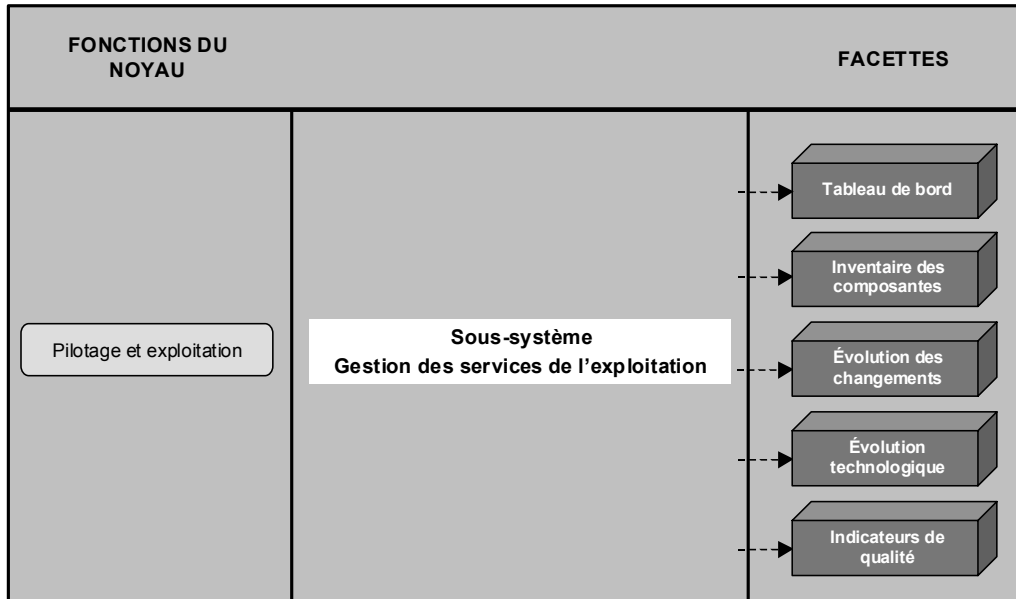 FONCTIONS DU
NOYAU
FACETTES
Pilotage et exploitation
Sous-système
Gestion des services de l'exploitation
Tableau de bord
Inventaire des
composantes
Évolution des
changements
Évolution
technologique
Indicateurs de
qualité